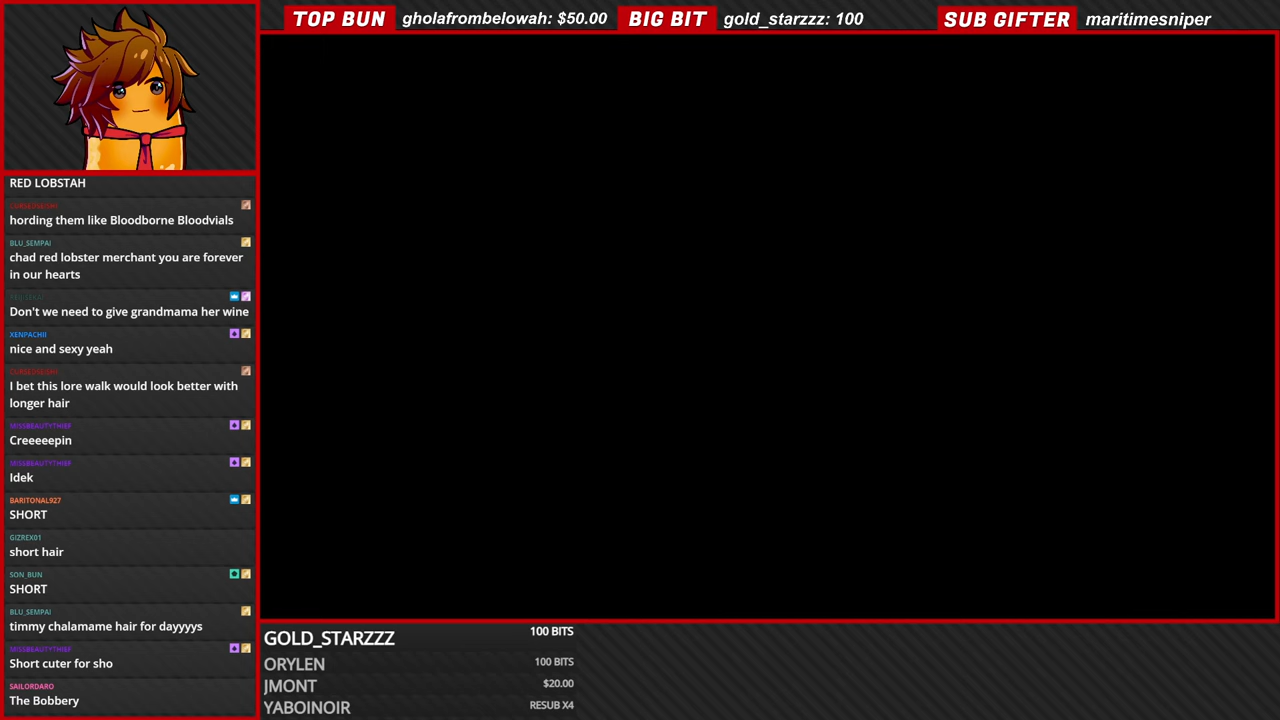 TOP BUN gholafrombelowah: $50.00 BIG BIT gold_starzzz: 100 SUB GIFTER maritimesniper
RED LOBSTAH
hording them like Bloodborne Bloodvials
BLU_SEMPAI
chad red lobster merchant you are forever
in our hearts
Don't we need to give grandmama her wine
XENPACHII
nice and sexy yeah
I bet this lore walk would look better with
longer hair
MISSBEAUTYTHIEF
Creeeeepin
MISSBEAUTYTHIEF
Idek
BARITONAL927
SHORT
GIZREX01
short hair
SON_BUN
SHORT
BLU_SEMPAI
timmy chalamame hair for dayyyys
MISSBEAUTYTHIEF
Short cuter for sho
SAILORDARO
The Bobbery
GOLD_STARZZZ 100 BITS
ORYLEN 100 BITS
JMONT $20.00
YABOINOIR RESUB X4